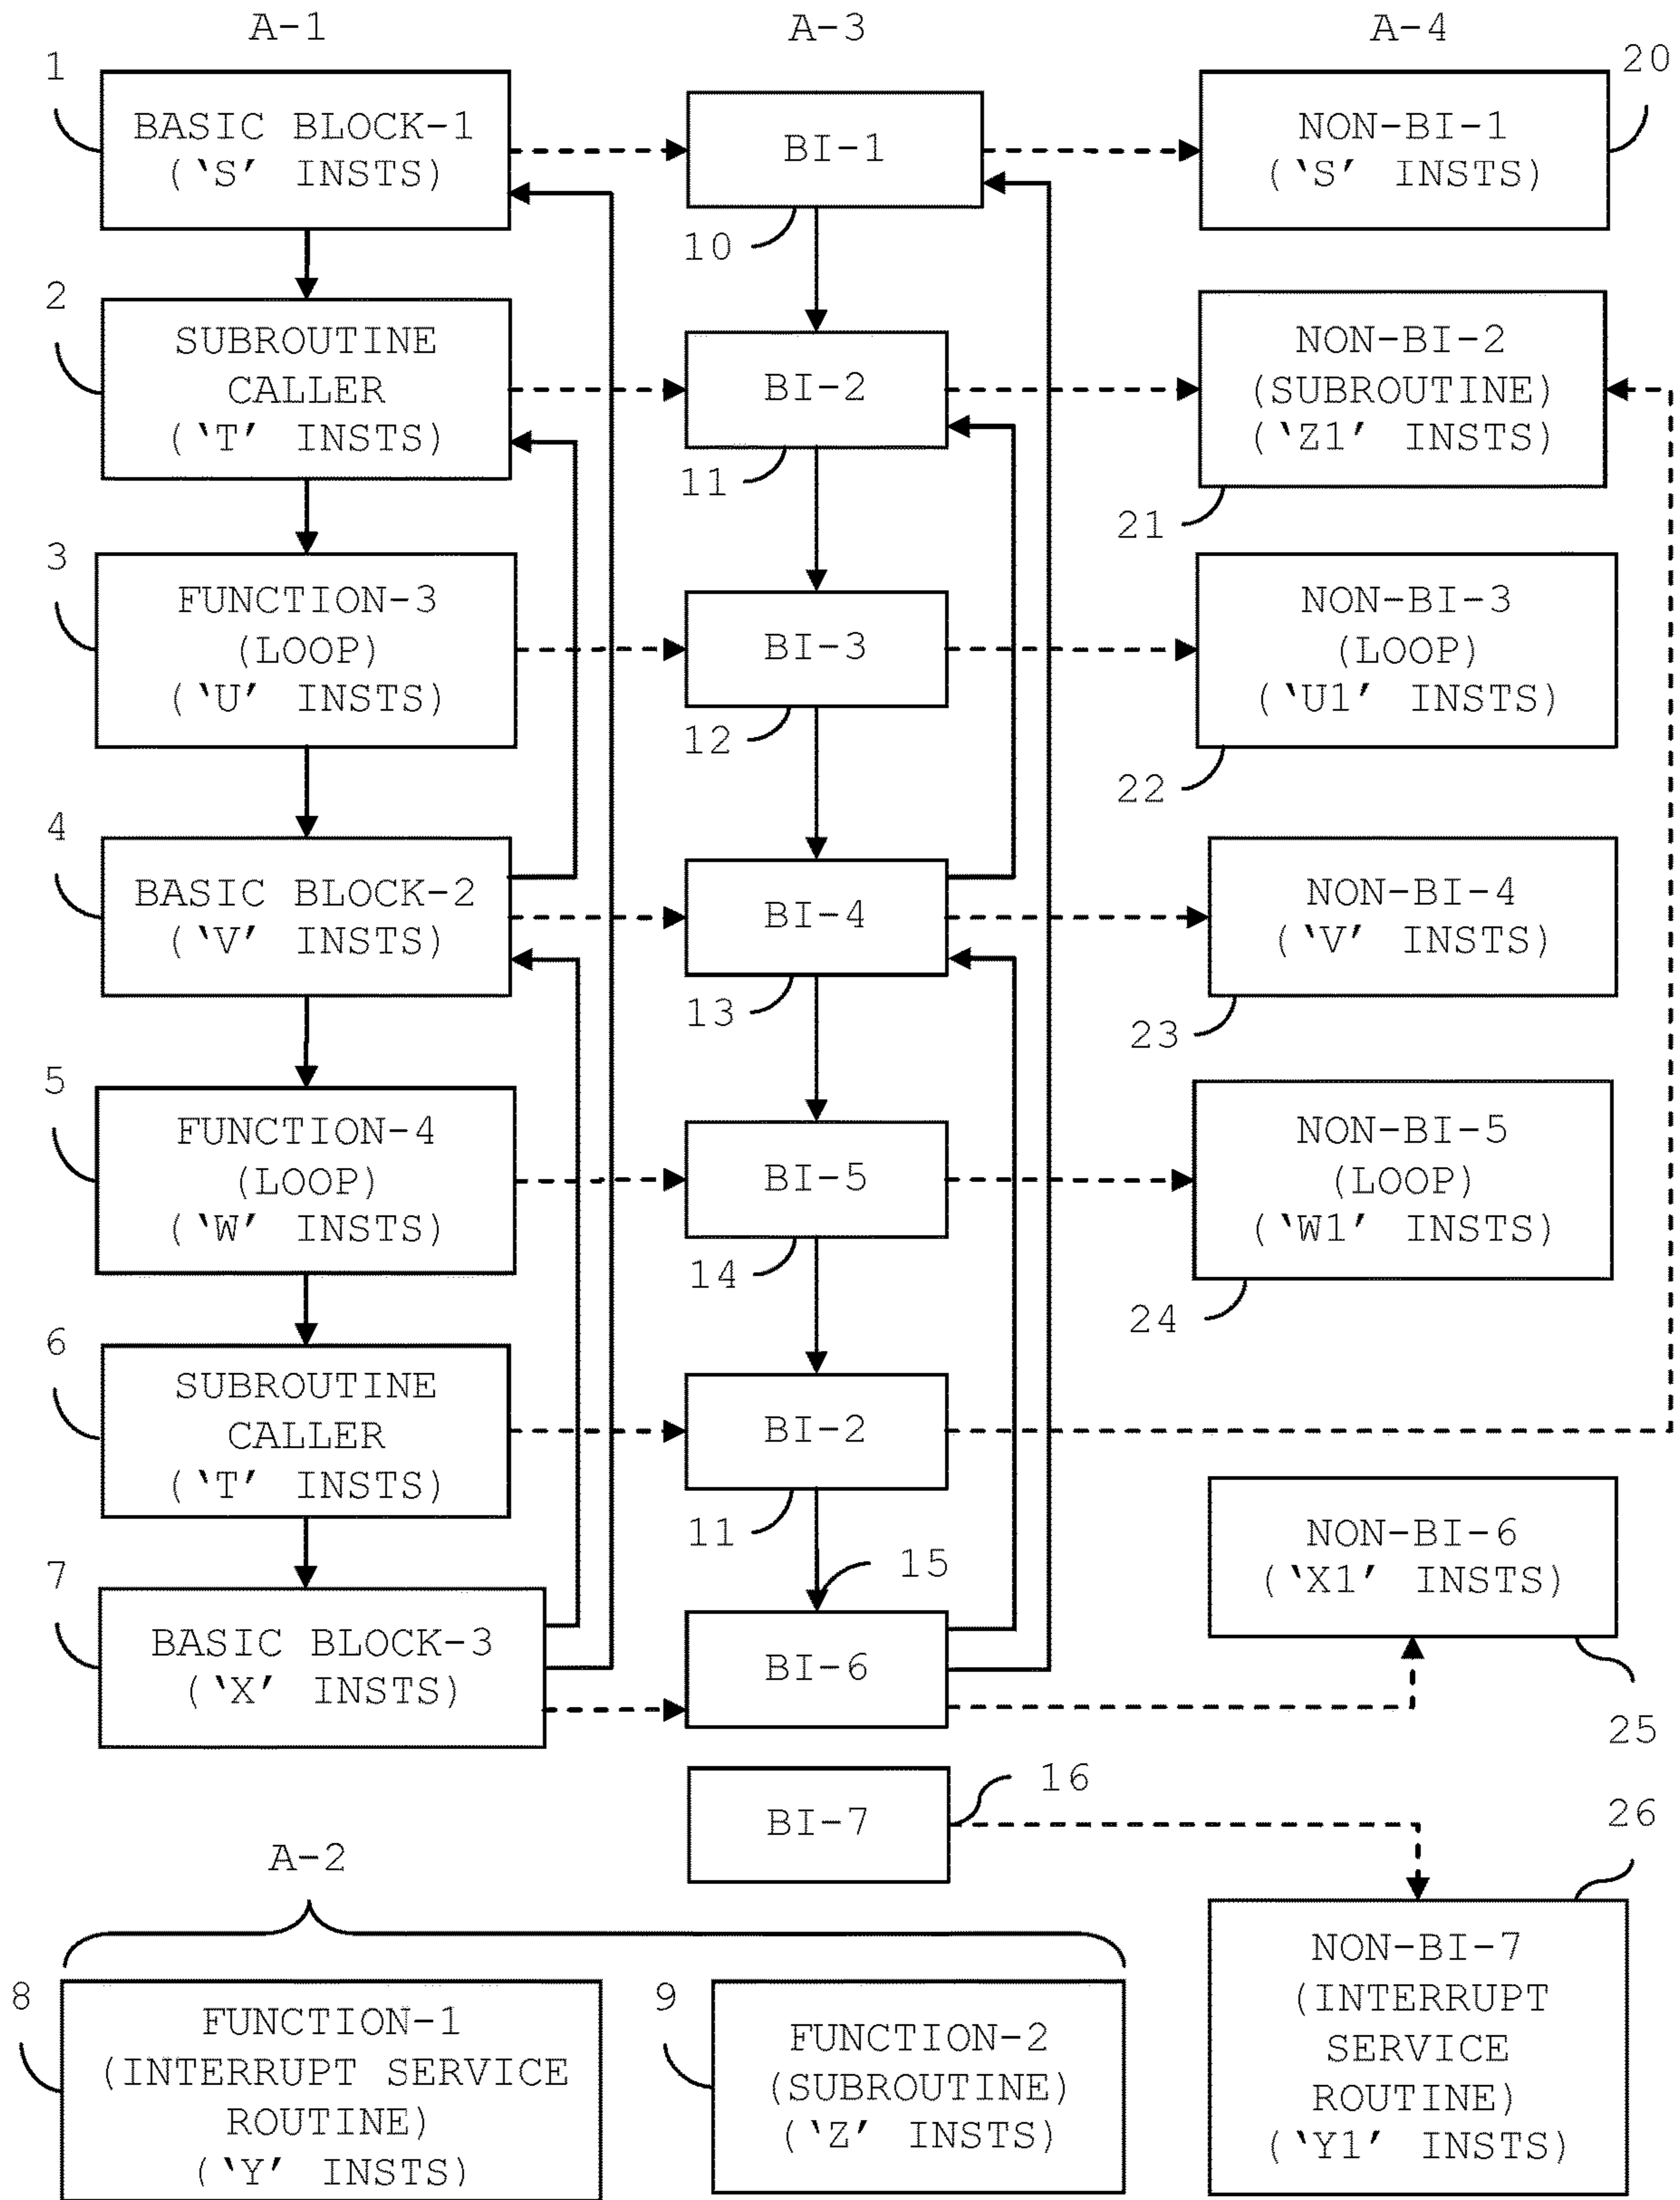 A-1
A-3
A-4
1
BASIC BLOCK-1
(‘S’ INSTS)
BI-1
10
NON-BI-1
(‘S’ INSTS)
20
2
SUBROUTINE
CALLER
(‘T’ INSTS)
BI-2
11
NON-BI-2
(SUBROUTINE)
(‘Z1’ INSTS)
21
3
FUNCTION-3
(LOOP)
(‘U’ INSTS)
BI-3
12
NON-BI-3
(LOOP)
(‘U1’ INSTS)
22
4
BASIC BLOCK-2
(‘V’ INSTS)
BI-4
13
NON-BI-4
(‘V’ INSTS)
23
5
FUNCTION-4
(LOOP)
(‘W’ INSTS)
BI-5
14
NON-BI-5
(LOOP)
(‘W1’ INSTS)
24
6
SUBROUTINE
CALLER
(‘T’ INSTS)
BI-2
11
NON-BI-6
(‘X1’ INSTS)
25
7
BASIC BLOCK-3
(‘X’ INSTS)
15
BI-6
BI-7
16
26
NON-BI-7
(INTERRUPT
SERVICE
ROUTINE)
(‘Y1’ INSTS)
A-2
8
FUNCTION-1
(INTERRUPT SERVICE
ROUTINE)
(‘Y’ INSTS)
9
FUNCTION-2
(SUBROUTINE)
(‘Z’ INSTS)